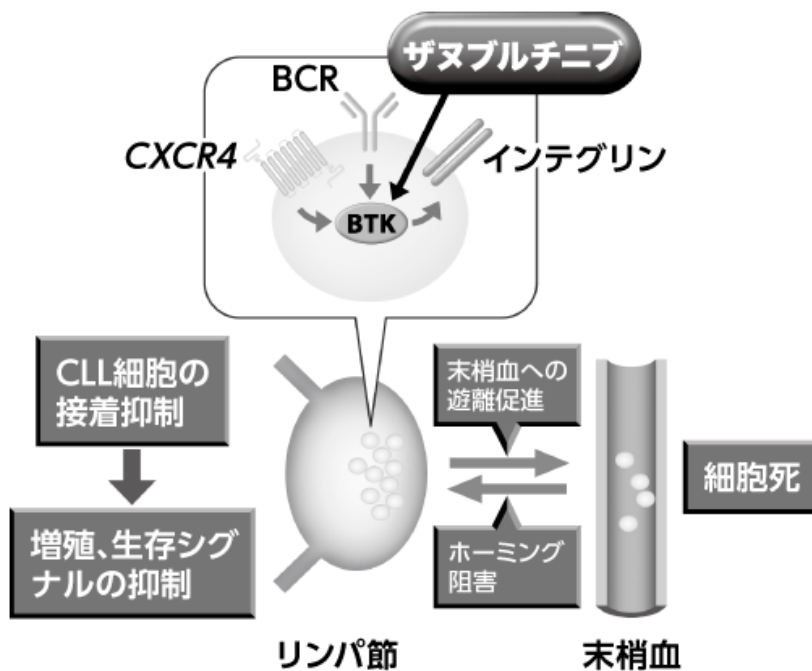 ザヌブルチニブ
BCR
CXCR4
インテグリン
BTK
CLL細胞の
接着抑制
増殖、生存シグ
ナルの抑制
末梢血への
遊離促進
ホーミング
阻害
細胞死
リンパ節
末梢血